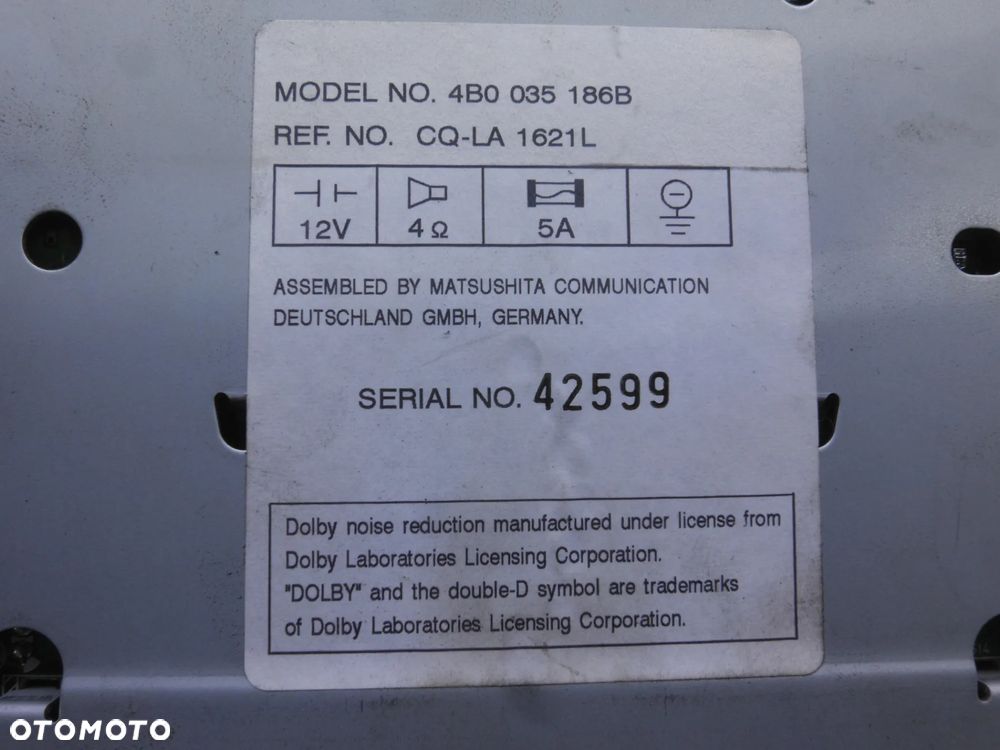 MODEL NO. 4B0 035 186B
REF. NO. CQ-LA 1621L
12V 4Ω 5A
ASSEMBLED BY MATSUSHITA COMMUNICATION
DEUTSCHLAND GMBH, GERMANY.
SERIAL NO. 42599
Dolby noise reduction manufactured under license from
Dolby Laboratories Licensing Corporation.
"DOLBY" and the double-D symbol are trademarks
of Dolby Laboratories Licensing Corporation.
OTOMOTO